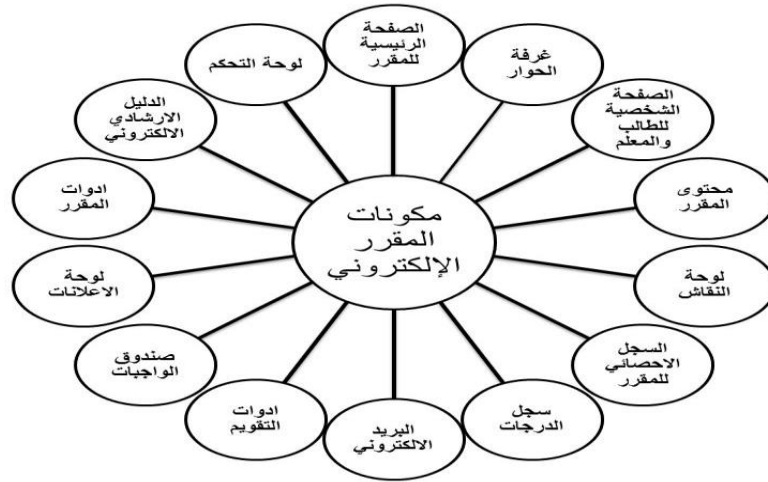 مكونات
المقرر
الإلكتروني
الصفحة
الرئيسية
للمقرر
غرفة
الحوار
الصفحة
الشخصية
للطالب
والمعلم
محتوى
المقرر
لوحة
النقاش
السجل
الاحصائي
للمقرر
سجل
الدرجات
البريد
الالكتروني
ادوات
التقويم
صندوق
الواجبات
لوحة
الاعلانات
ادوات
المقرر
الدليل
الارشادي
الالكتروني
لوحة التحكم